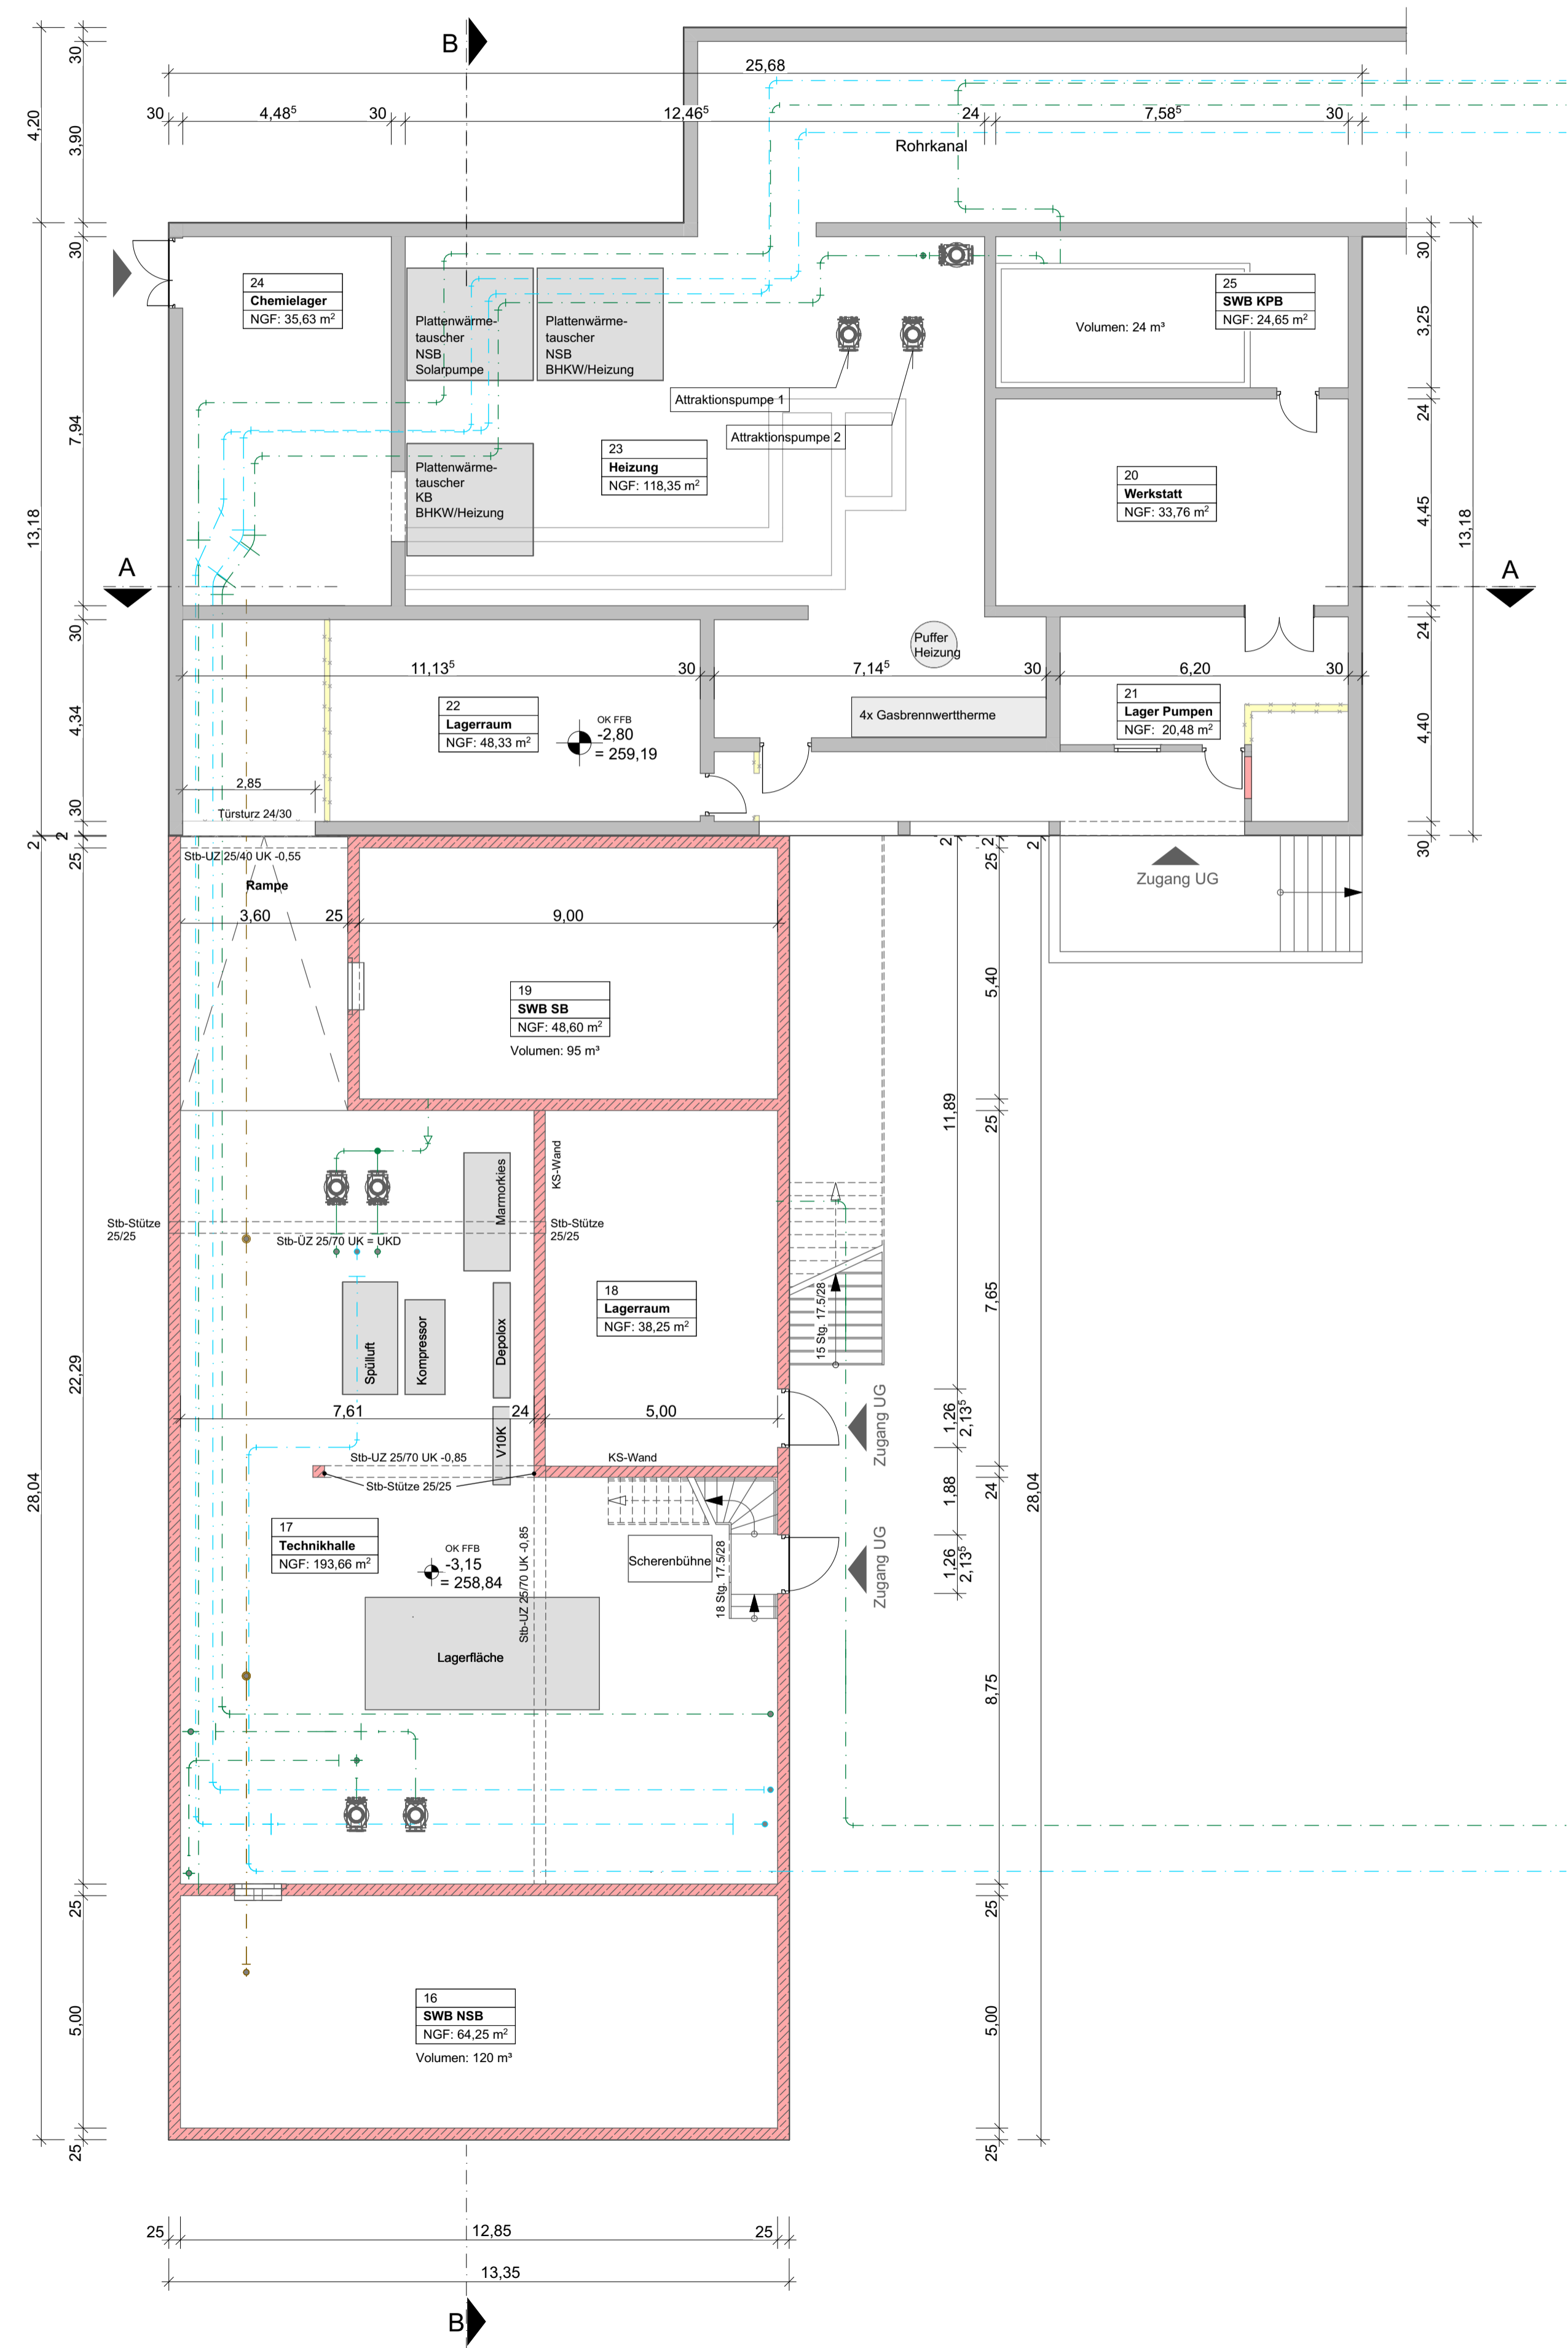 B
25,68
30
4,48⁵
30
12,46⁵
24
7,58⁵
30
Rohrkanal
30
4,20
3,90
30
7,94
13,18
30
4,34
30
2
2
25
22,29
28,04
25
5,00
25
24
Chemielager
NGF: 35,63 m²
Plattenwärme-
tauscher
NSB
Solarpumpe
Plattenwärme-
tauscher
NSB
BHKW/Heizung
Plattenwärme-
tauscher
KB
BHKW/Heizung
Attraktionspumpe 1
Attraktionspumpe 2
23
Heizung
NGF: 118,35 m²
Volumen: 24 m³
25
SWB KPB
NGF: 24,65 m²
20
Werkstatt
NGF: 33,76 m²
30
3,25
24
4,45
13,18
24
4,40
30
A
A
Puffer
Heizung
11,13⁵
30
7,14⁵
30
6,20
30
4x Gasbrennwerttherme
21
Lager Pumpen
NGF: 20,48 m²
22
Lagerraum
NGF: 48,33 m²
OK FFB
-2,80
= 259,19
2,85
Türsturz 24/30
Stb-UZ 25/40 UK -0,55
Rampe
3,60
25
9,00
Zugang UG
19
SWB SB
NGF: 48,60 m²
Volumen: 95 m³
2
2
2
25
5,40
11,89
25
7,65
1,26
2,13⁵
1,88
24
28,04
1,26
2,13⁵
8,75
25
5,00
25
Marmorkies
KS-Wand
Stb-Stütze
25/25
Stb-ÜZ 25/70 UK = UKD
Stb-Stütze
25/25
18
Lagerraum
NGF: 38,25 m²
15 Stg. 17.5/28
Spülluft
Kompressor
Depolox
V10K
7,61
24
5,00
Zugang UG
Stb-UZ 25/70 UK -0,85
KS-Wand
Stb-Stütze 25/25
17
Technikhalle
NGF: 193,66 m²
OK FFB
-3,15
= 258,84
Stb-UZ 25/70 UK -0,85
Scherenbühne
18 Stg. 17.5/28
Zugang UG
Lagerfläche
16
SWB NSB
NGF: 64,25 m²
Volumen: 120 m³
25
12,85
25
13,35
B